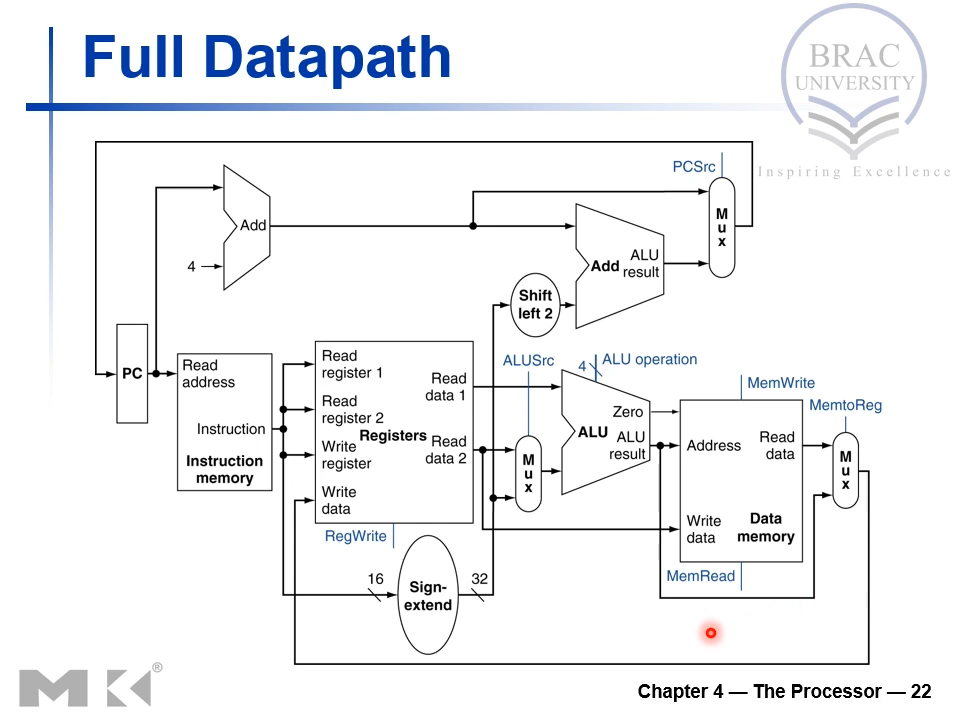 Full Datapath
BRAC
UNIVERSITY
Inspiring Excellence
PCSrc
M
u
x
Add
4
Add
ALU
result
Shift
left 2
PC
Read
address
Instruction
Instruction
memory
Read
register 1
Read
register 2
Write
register
Write
data
Registers
Read
data 1
Read
data 2
RegWrite
16
Sign-
extend
32
ALUSrc
M
u
x
4
ALU operation
Zero
ALU
ALU
result
MemWrite
Address
Read
data
Write
data
Data
memory
MemRead
MemtoReg
M
u
x
MK®
Chapter 4 — The Processor — 22